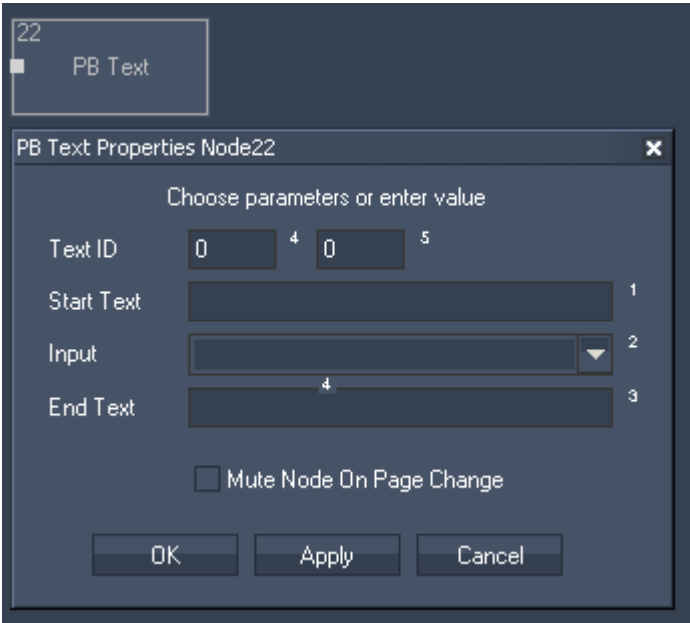 22
PB Text
PB Text Properties Node22
Choose parameters or enter value
Text ID 0 4 0 5
Start Text 1
Input 2
4
End Text 3
Mute Node On Page Change
OK Apply Cancel